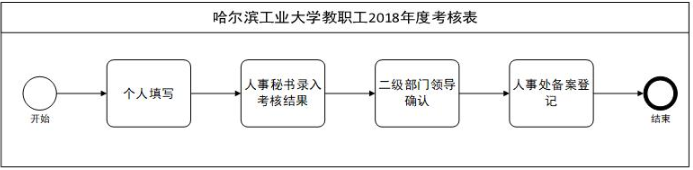 哈尔滨工业大学教职工2018年度考核表
开始
个人填写
人事秘书录入
考核结果
二级部门领导
确认
人事处备案登
记
结束